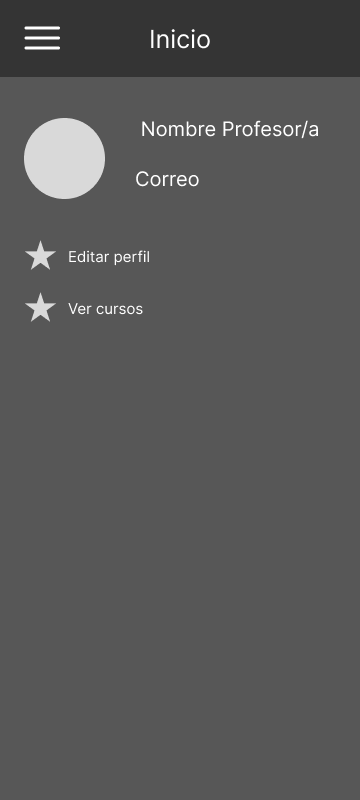 Inicio
Nombre Profesor/a
Correo
Editar perfil
Ver cursos